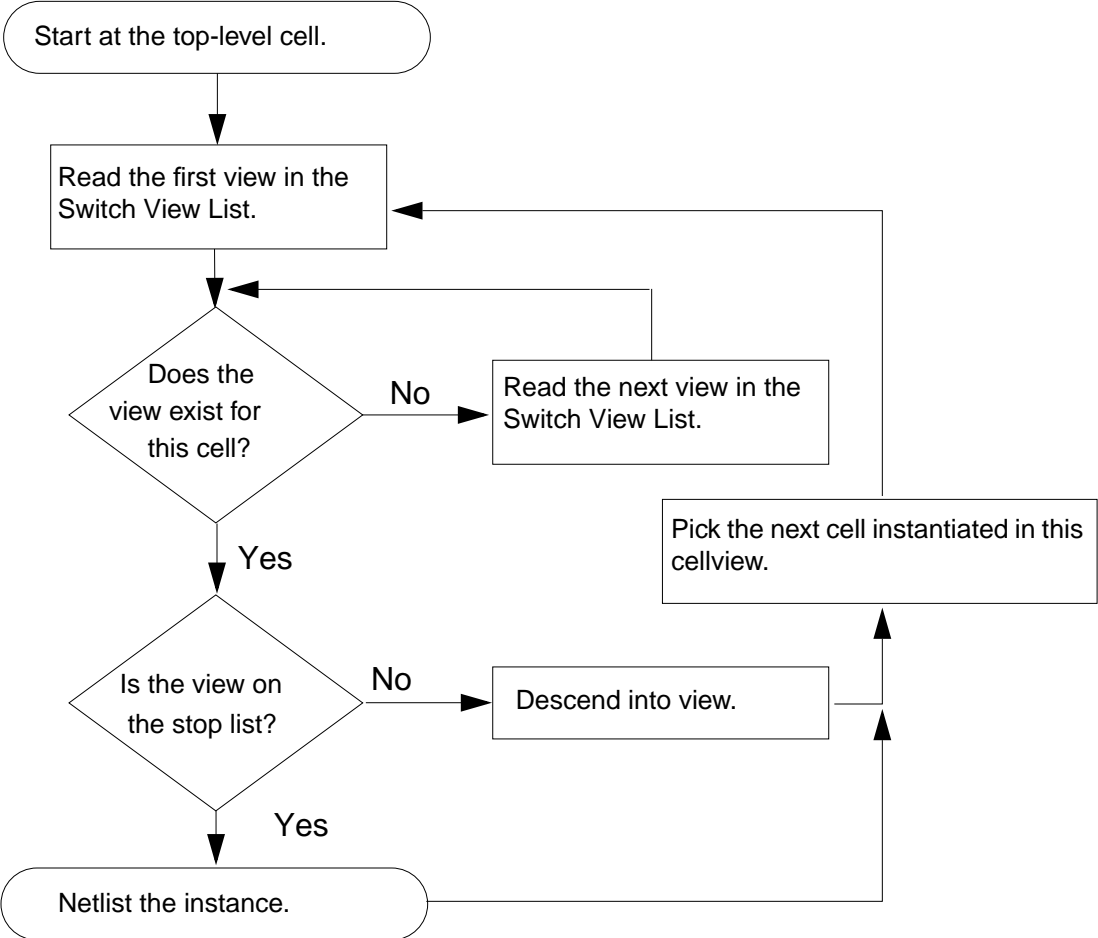 Start at the top-level cell.
Read the first view in the
Switch View List.
Does the
view exist for
this cell?
No
Read the next view in the
Switch View List.
Yes
Pick the next cell instantiated in this
cellview.
Is the view on
the stop list?
No
Descend into view.
Yes
Netlist the instance.